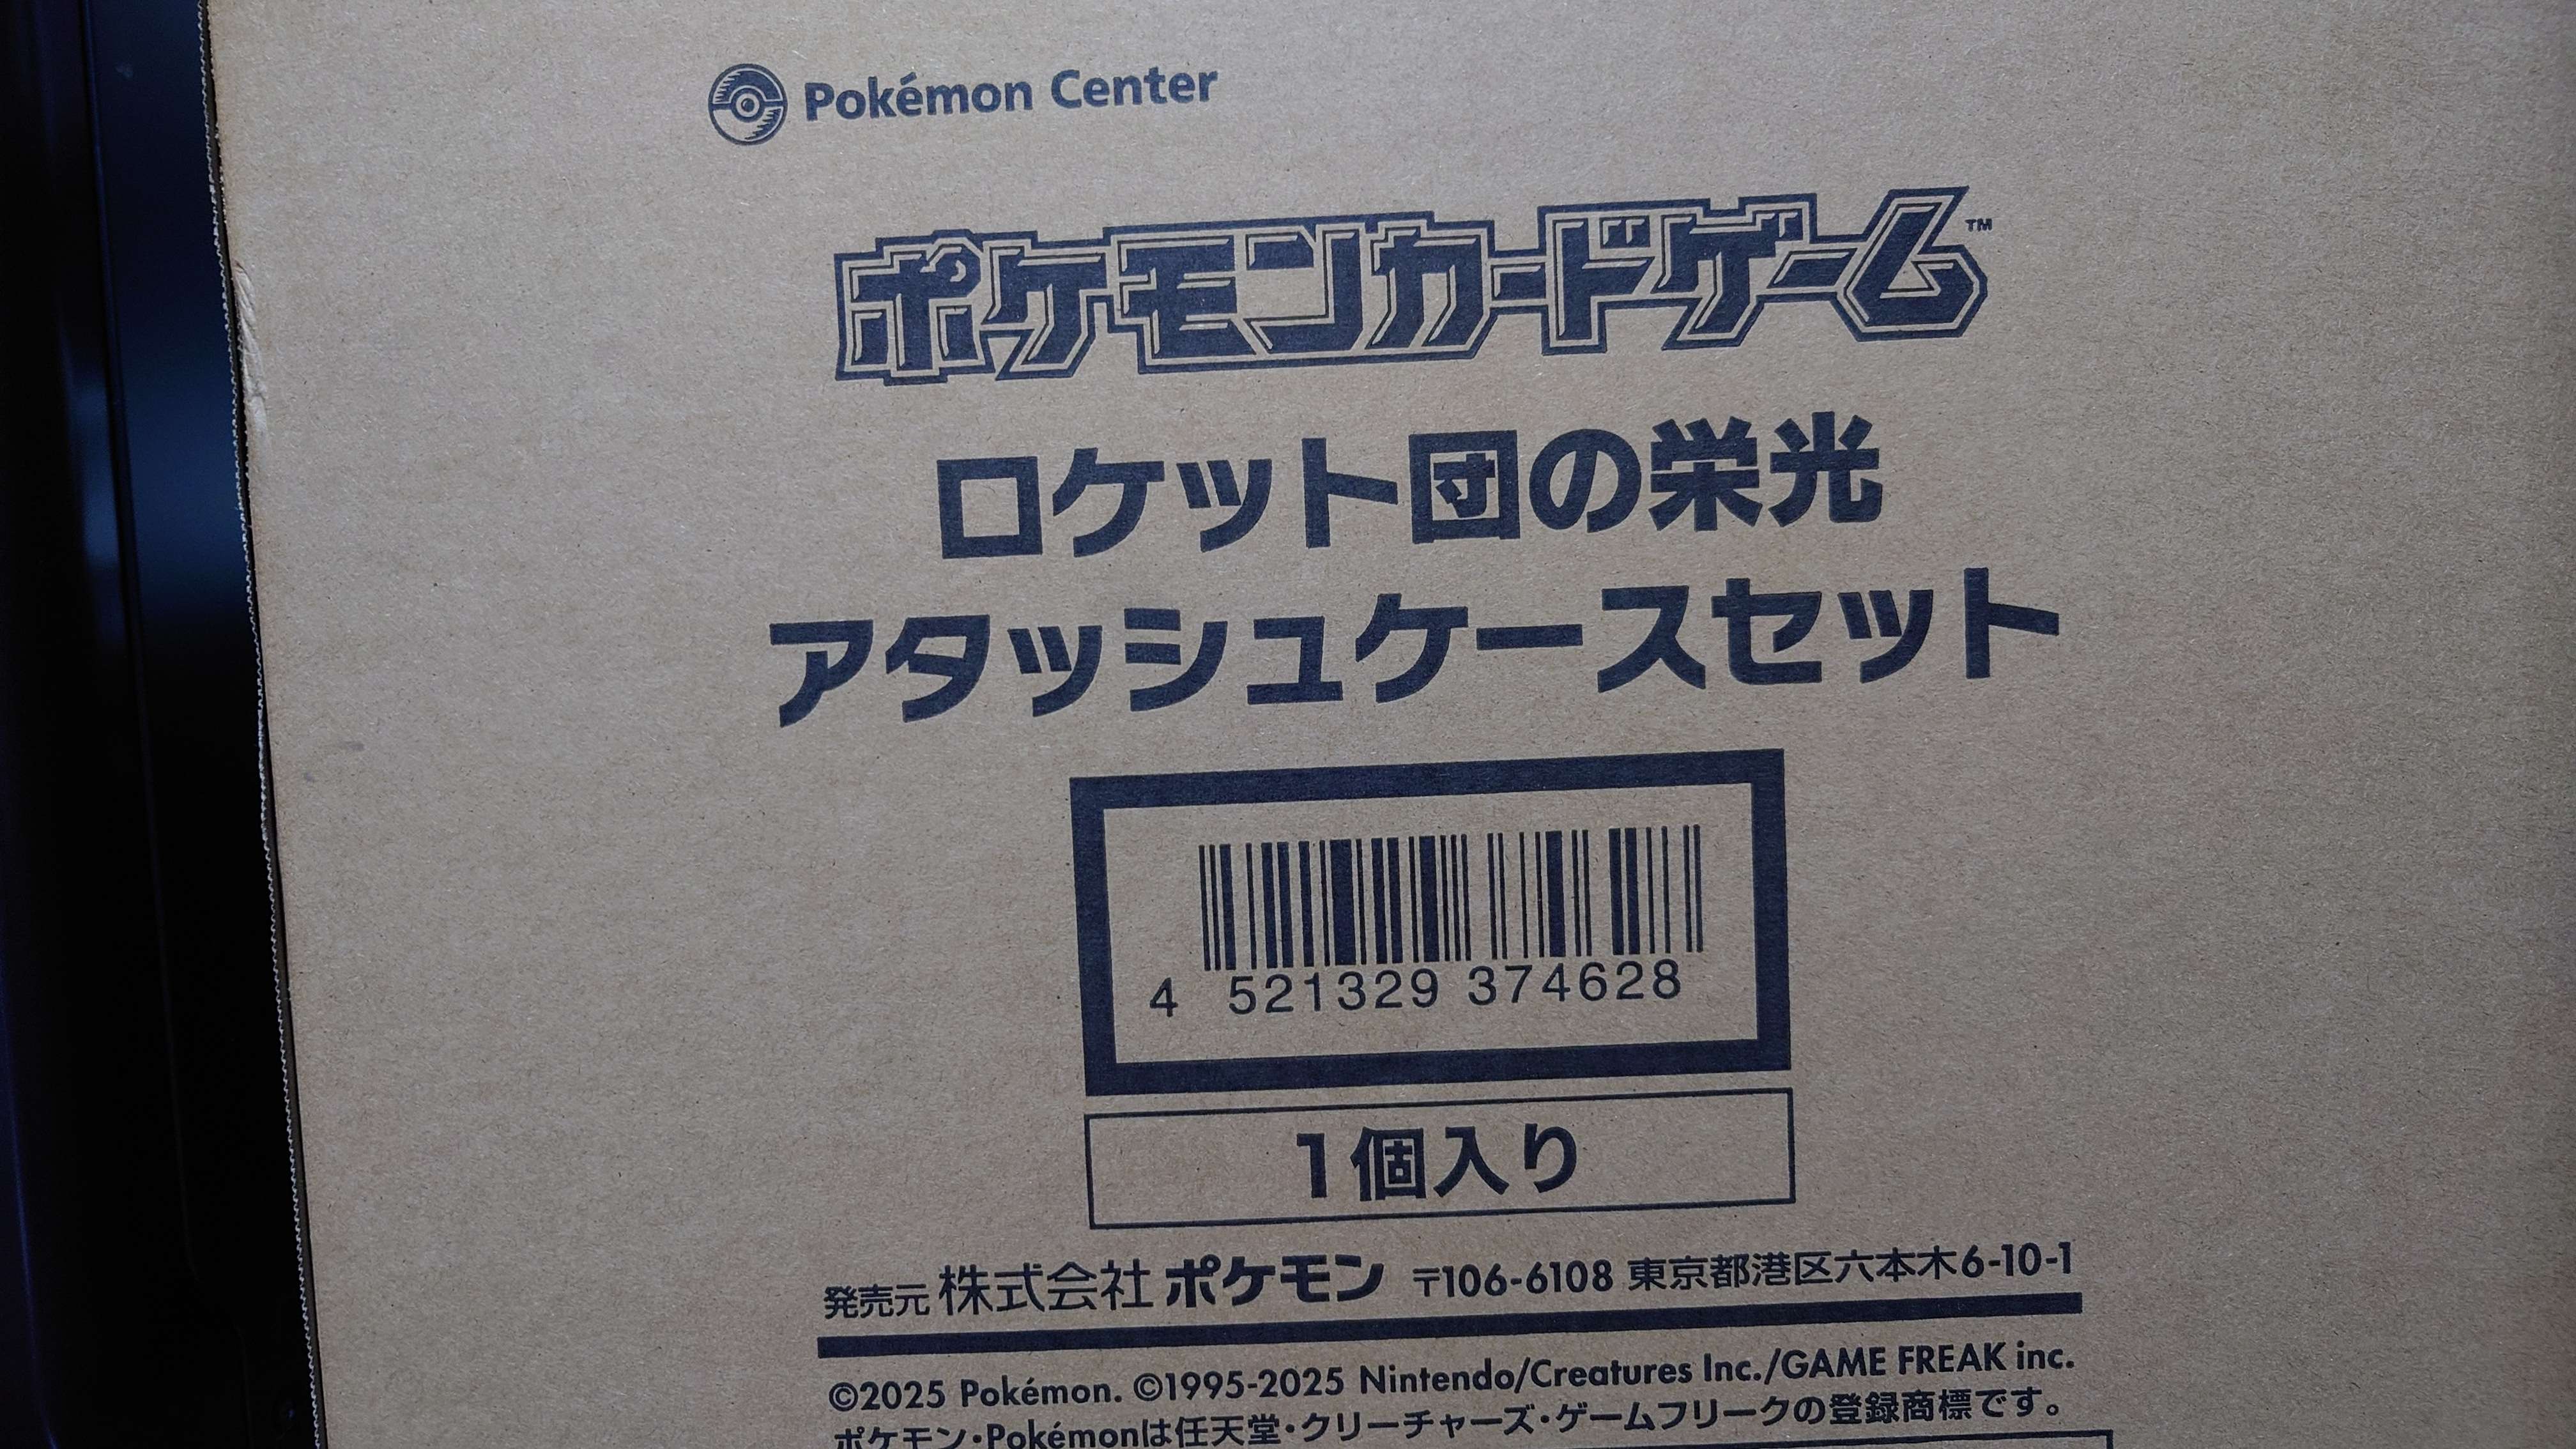 Pokémon Center
ポケモンカードゲーム™
ロケット団の栄光
アタッシュケースセット
4 521329 374628
1個入り
発売元 株式会社 ポケモン 〒106-6108 東京都港区六本木6-10-1
©2025 Pokémon. ©1995-2025 Nintendo/Creatures Inc./GAME FREAK inc.
ポケモン・Pokémonは任天堂・クリーチャーズ・ゲームフリークの登録商標です。